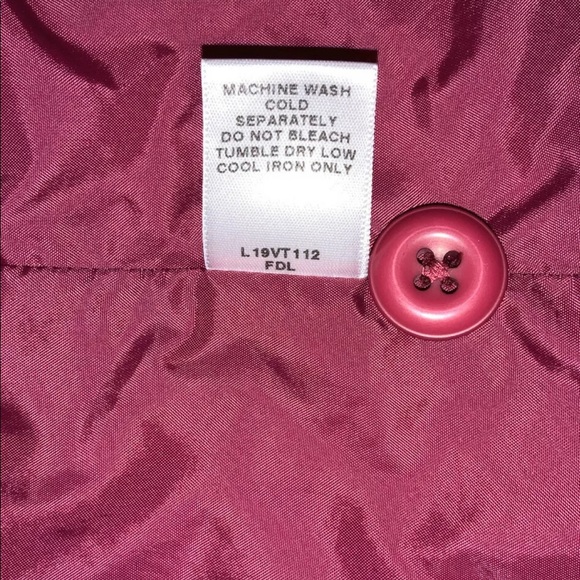 MACHINE WASH
COLD
SEPARATELY
DO NOT BLEACH
TUMBLE DRY LOW
COOL IRON ONLY
L19VT112
FDL